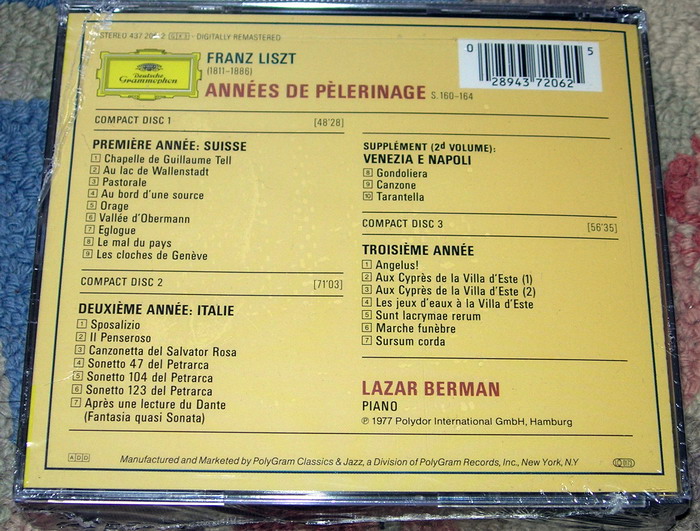 STEREO 437 206-2 GH3 · DIGITALLY REMASTERED
Deutsche
Grammophon
FRANZ LISZT
(1811–1886)
ANNÉES DE PÈLERINAGE S. 160–164
0 28943 72062 5
COMPACT DISC 1 [48'28]
PREMIÈRE ANNÉE: SUISSE
1 Chapelle de Guillaume Tell
2 Au lac de Wallenstadt
3 Pastorale
4 Au bord d'une source
5 Orage
6 Vallée d'Obermann
7 Eglogue
8 Le mal du pays
9 Les cloches de Genève
COMPACT DISC 2 [71'03]
DEUXIÈME ANNÉE: ITALIE
1 Sposalizio
2 Il Penseroso
3 Canzonetta del Salvator Rosa
4 Sonetto 47 del Petrarca
5 Sonetto 104 del Petrarca
6 Sonetto 123 del Petrarca
7 Après une lecture du Dante
(Fantasia quasi Sonata)
SUPPLÉMENT (2d VOLUME):
VENEZIA E NAPOLI
8 Gondoliera
9 Canzone
10 Tarantella
COMPACT DISC 3 [56'35]
TROISIÈME ANNÉE
1 Angelus!
2 Aux Cyprès de la Villa d'Este (1)
3 Aux Cyprès de la Villa d'Este (2)
4 Les jeux d'eaux à la Villa d'Este
5 Sunt lacrymae rerum
6 Marche funèbre
7 Sursum corda
LAZAR BERMAN
PIANO
℗ 1977 Polydor International GmbH, Hamburg
ADD
Manufactured and Marketed by PolyGram Classics & Jazz, a Division of PolyGram Records, Inc., New York, N.Y